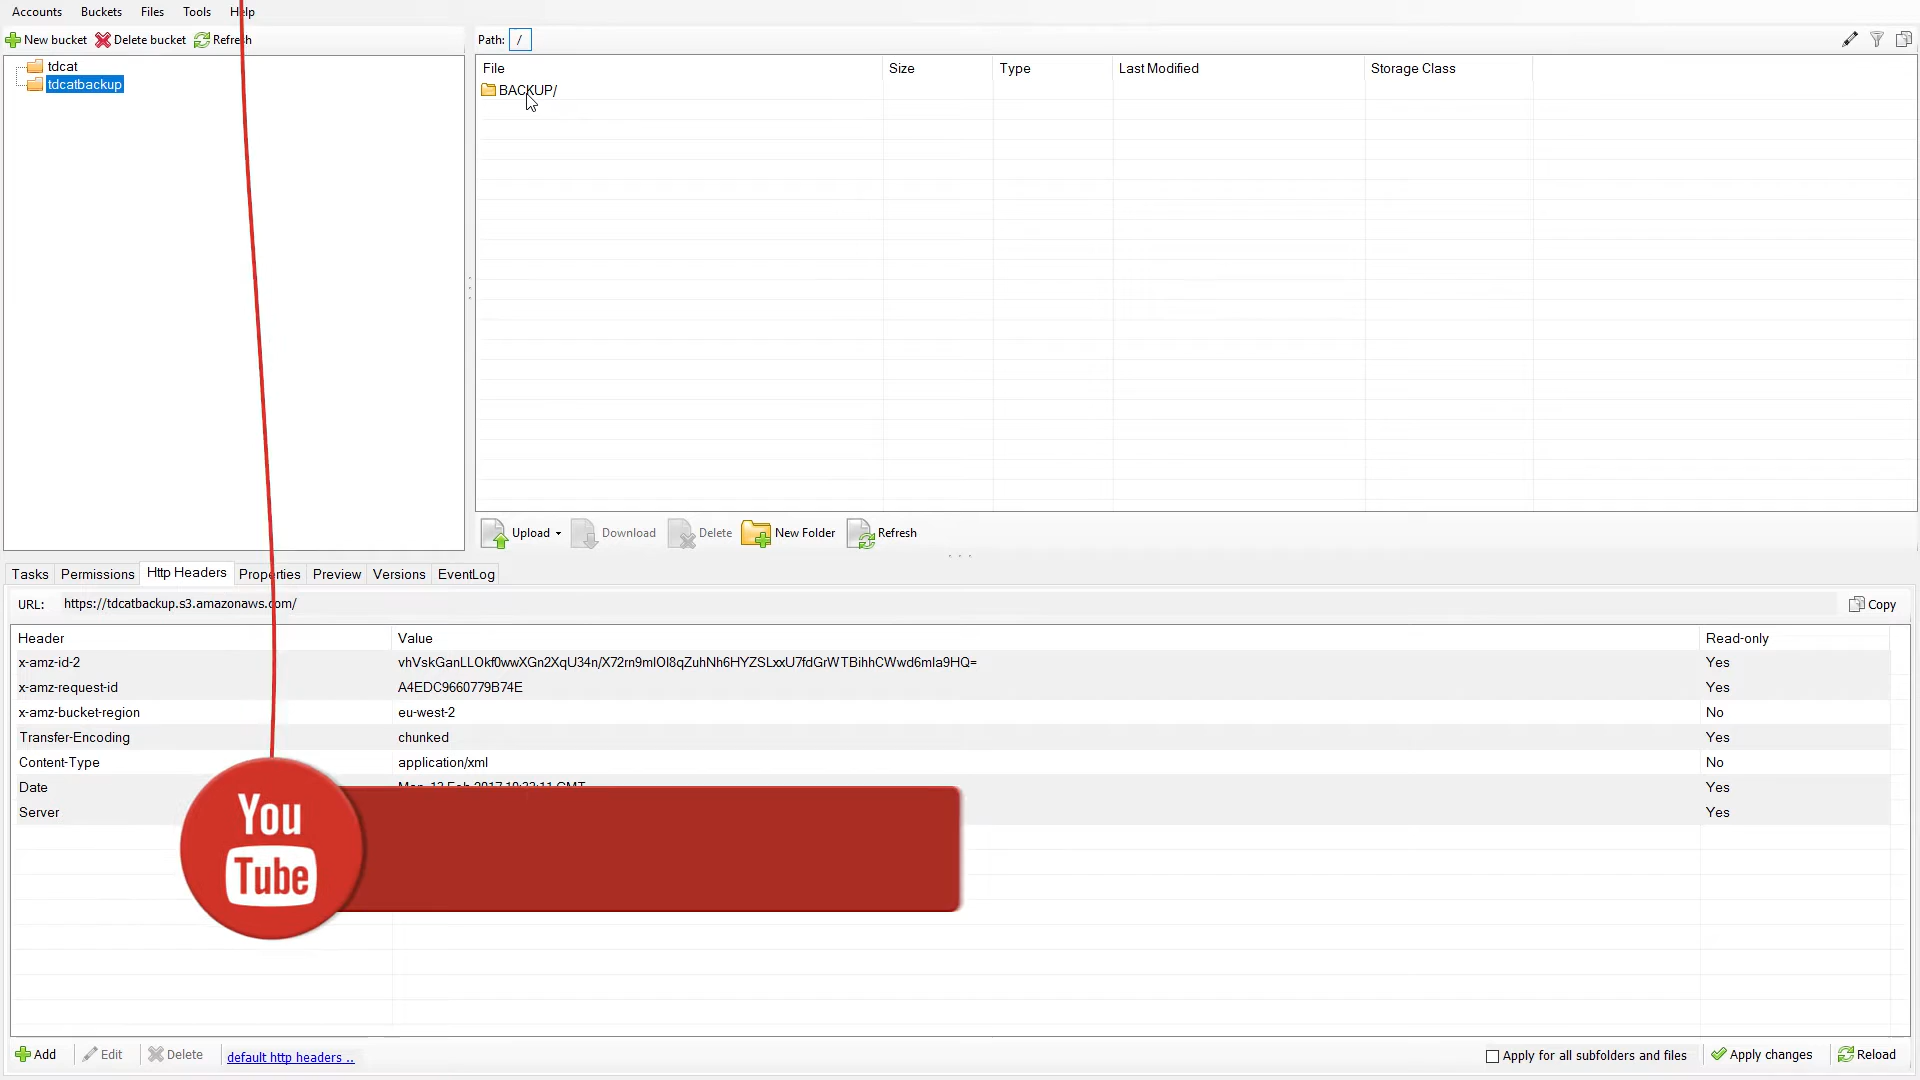 Accounts Buckets Files Tools Help
New bucket Delete bucket Refresh
Path: /
tdcat
tdcatbackup
File Size Type Last Modified Storage Class
BACKUP/
Upload Download Delete New Folder Refresh
Tasks Permissions Http Headers Properties Preview Versions EventLog
URL: https://tdcatbackup.s3.amazonaws.com/
Copy
Header Value Read-only
x-amz-id-2 vhVskGanLLOkf0wwXGn2XqU34n/X72rn9mlOl8qZuhNh6HYZSLxxU7fdGrWTBihhCWwd6mla9HQ= Yes
x-amz-request-id A4EDC9660779B74E Yes
x-amz-bucket-region eu-west-2 No
Transfer-Encoding chunked Yes
Content-Type application/xml No
Date Yes
Server Yes
You
Tube
Add Edit Delete default http headers .. Apply for all subfolders and files Apply changes Reload